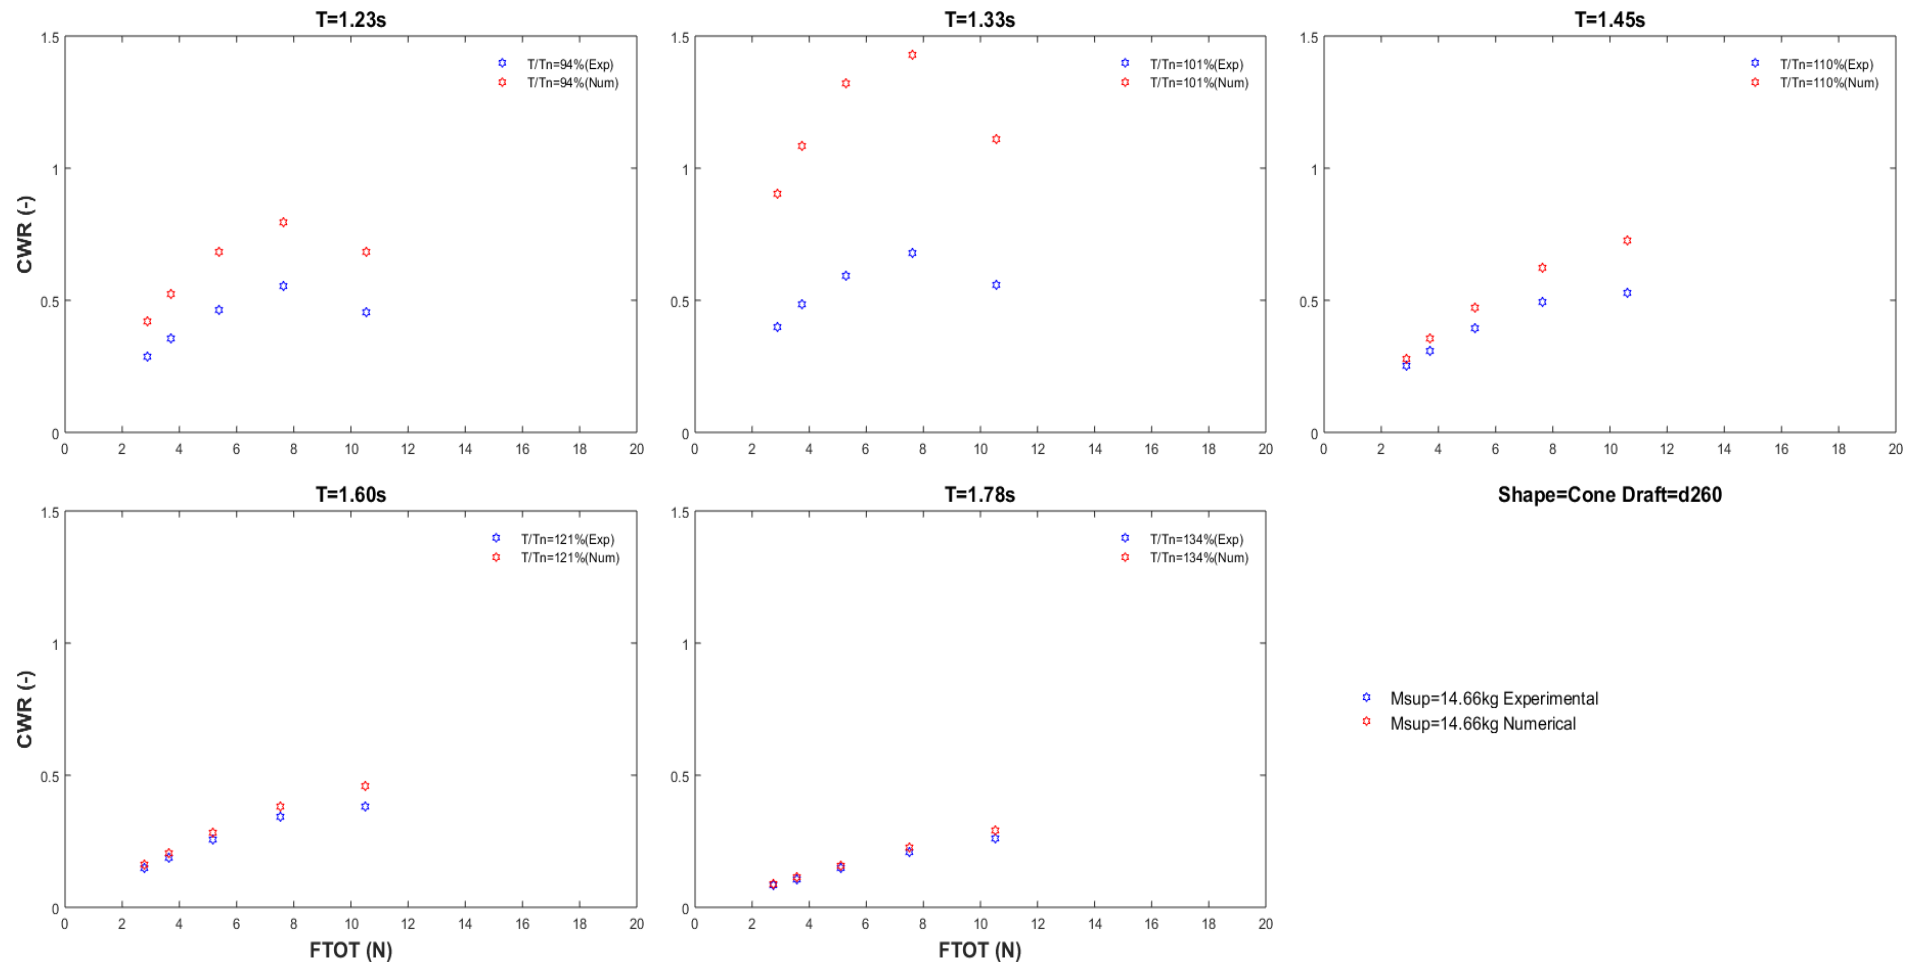 T=1.23s
T=1.33s
T=1.45s
1.5
1
0.5
0
CWR (-)
T/Tn=94%(Exp)
T/Tn=94%(Num)
0 2 4 6 8 10 12 14 16 18 20
1.5
1
0.5
0
T/Tn=101%(Exp)
T/Tn=101%(Num)
0 2 4 6 8 10 12 14 16 18 20
1.5
1
0.5
0
T/Tn=110%(Exp)
T/Tn=110%(Num)
0 2 4 6 8 10 12 14 16 18 20
T=1.60s
T=1.78s
Shape=Cone Draft=d260
1.5
1
0.5
0
CWR (-)
T/Tn=121%(Exp)
T/Tn=121%(Num)
0 2 4 6 8 10 12 14 16 18 20
FTOT (N)
1.5
1
0.5
0
T/Tn=134%(Exp)
T/Tn=134%(Num)
0 2 4 6 8 10 12 14 16 18 20
FTOT (N)
Msup=14.66kg Experimental
Msup=14.66kg Numerical